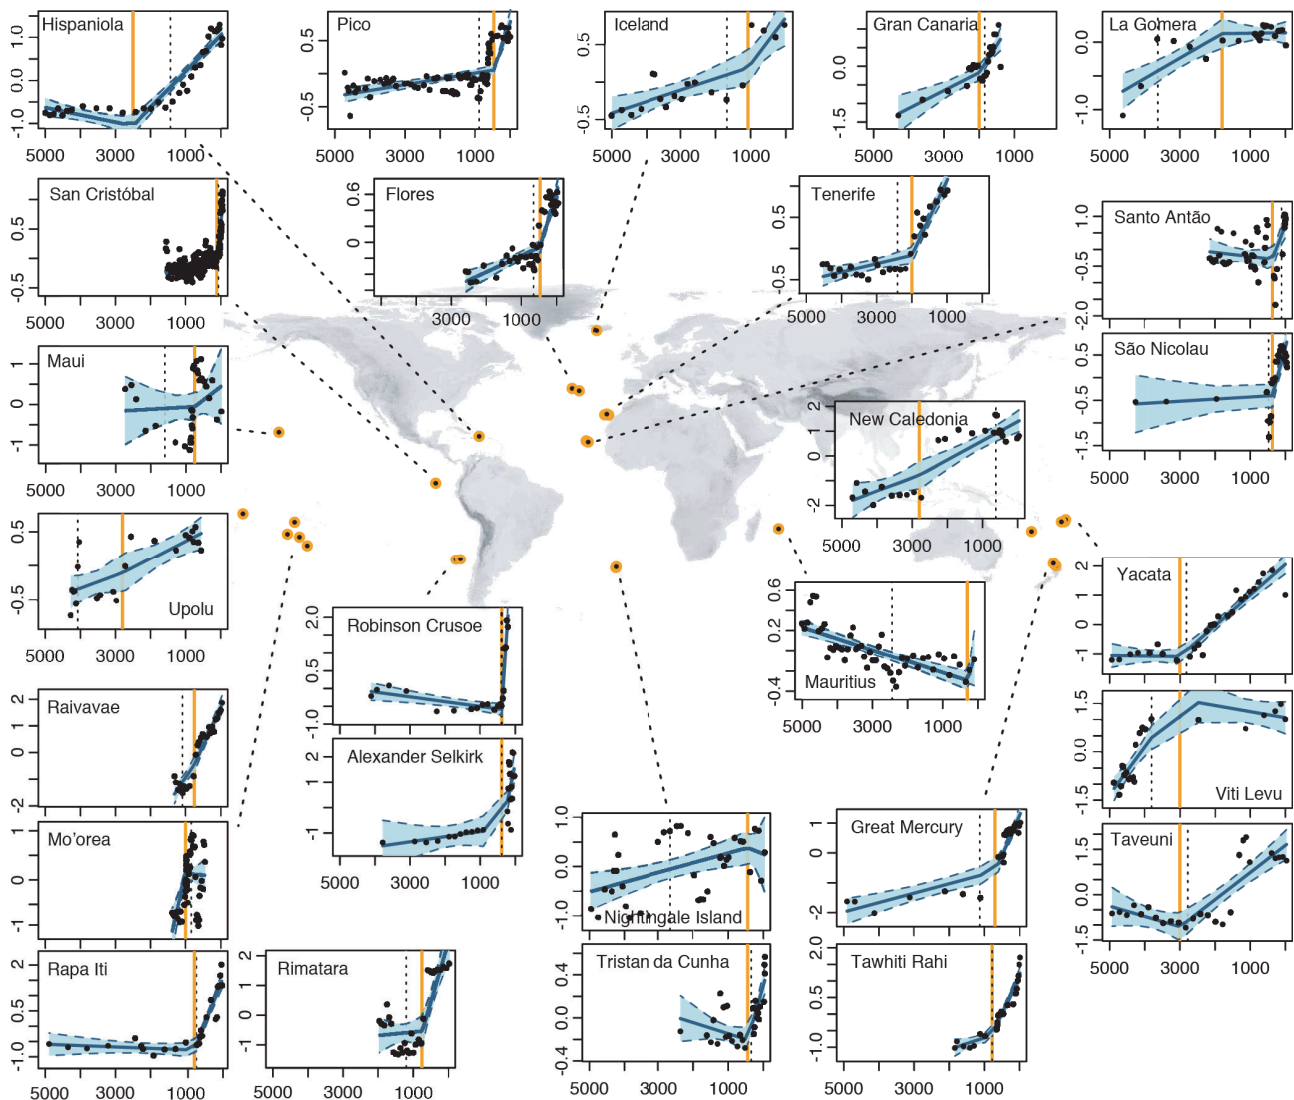 Hispaniola
1.0
0.0
-1.0
5000 3000 1000
Pico
0.5
-0.5
5000 3000 1000
Iceland
0.5
-0.5
5000 3000 1000
Gran Canaria
0.0
-1.5
5000 3000 1000
La Gomera
0.0
-1.0
5000 3000 1000
San Cristóbal
0.5
-0.5
5000 3000 1000
Flores
0.6
0
3000 1000
Tenerife
0.5
-0.5
5000 3000 1000
Santo Antão
1.0
-0.5
-2.0
Maui
1
0
-1
5000 3000 1000
New Caledonia
2
0
-2
5000 3000 1000
São Nicolau
0.5
-0.5
-1.5
5000 3000 1000
Upolu
0.5
-0.5
5000 3000 1000
Robinson Crusoe
2.0
0.5
-1.0
Mauritius
0.6
0.2
-0.4
5000 3000 1000
Yacata
2
0
-1
Raivavae
2
1
0
-2
Alexander Selkirk
2
1
-1
5000 3000 1000
Viti Levu
1.5
0.0
-1.5
Mo'orea
1
0
-1
Nightingale Island
1.0
0.0
-1.0
Great Mercury
1
0
-2
Taveuni
1.5
0.0
-1.5
5000 3000 1000
Rapa Iti
2.0
0.5
-1.0
5000 3000 1000
Rimatara
2
0
-1
5000 3000 1000
Tristan da Cunha
0.6
0.0
-0.4
5000 3000 1000
Tawhiti Rahi
2.0
0.5
-1.0
5000 3000 1000